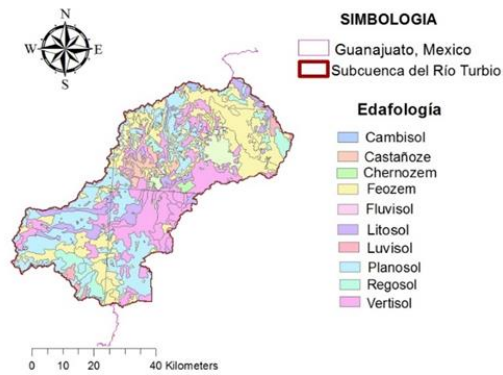 N
W E
S
SIMBOLOGIA
Guanajuato, Mexico
Subcuenca del Río Turbio
Edafología
Cambisol
Castañoze
Chernozem
Feozem
Fluvisol
Litosol
Luvisol
Planosol
Regosol
Vertisol
0 10 20 40 Kilometers